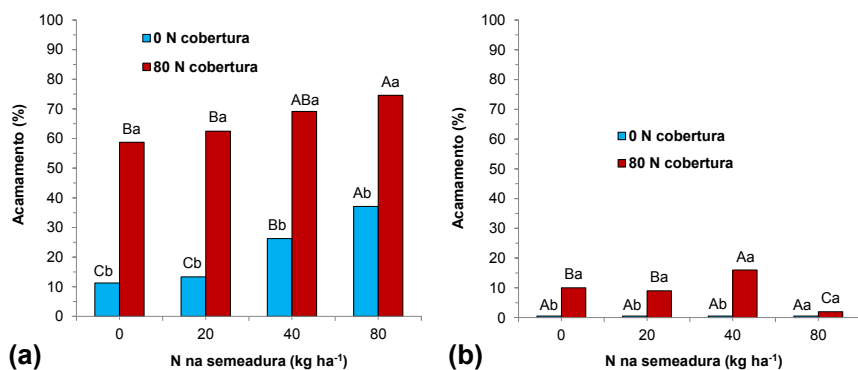 100
90
80
70
60
50
40
30
20
10
0
Acamamento (%)
0 N cobertura
80 N cobertura
Cb
Ba
Cb
Ba
Bb
ABa
Ab
Aa
0 20 40 80
N na semeadura (kg ha-1)
(a)
100
90
80
70
60
50
40
30
20
10
0
Acamamento (%)
0 N cobertura
80 N cobertura
Ab
Ba
Ab
Ba
Ab
Aa
Aa
Ca
0 20 40 80
N na semeadura (kg ha-1)
(b)